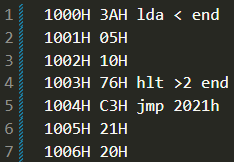 1 1000H 3AH lda < end
2 1001H 05H
3 1002H 10H
4 1003H 76H hlt >2 end
5 1004H C3H jmp 2021h
6 1005H 21H
7 1006H 20H